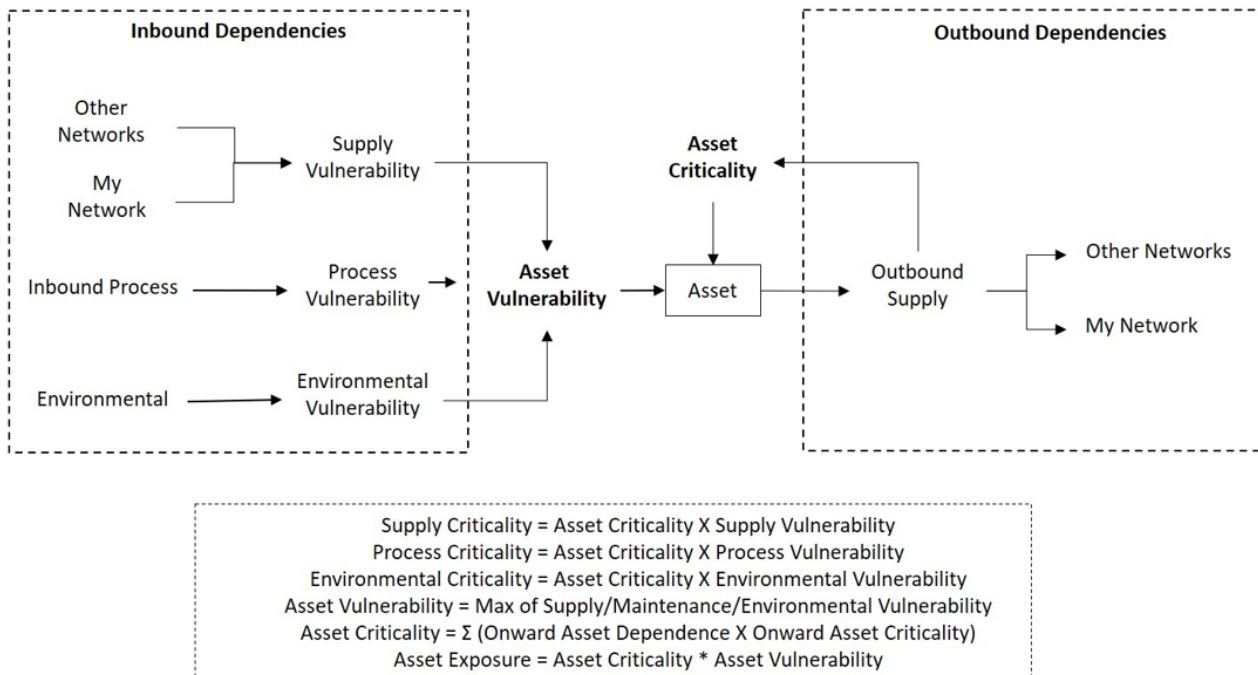 Inbound Dependencies
Other
Networks
My
Network
Supply
Vulnerability
Inbound Process
Process
Vulnerability
Environmental
Environmental
Vulnerability
Asset
Vulnerability
Asset
Criticality
Asset
Outbound Dependencies
Outbound
Supply
Other Networks
My Network
Supply Criticality = Asset Criticality X Supply Vulnerability
Process Criticality = Asset Criticality X Process Vulnerability
Environmental Criticality = Asset Criticality X Environmental Vulnerability
Asset Vulnerability = Max of Supply/Maintenance/Environmental Vulnerability
Asset Criticality = Σ (Onward Asset Dependence X Onward Asset Criticality)
Asset Exposure = Asset Criticality * Asset Vulnerability